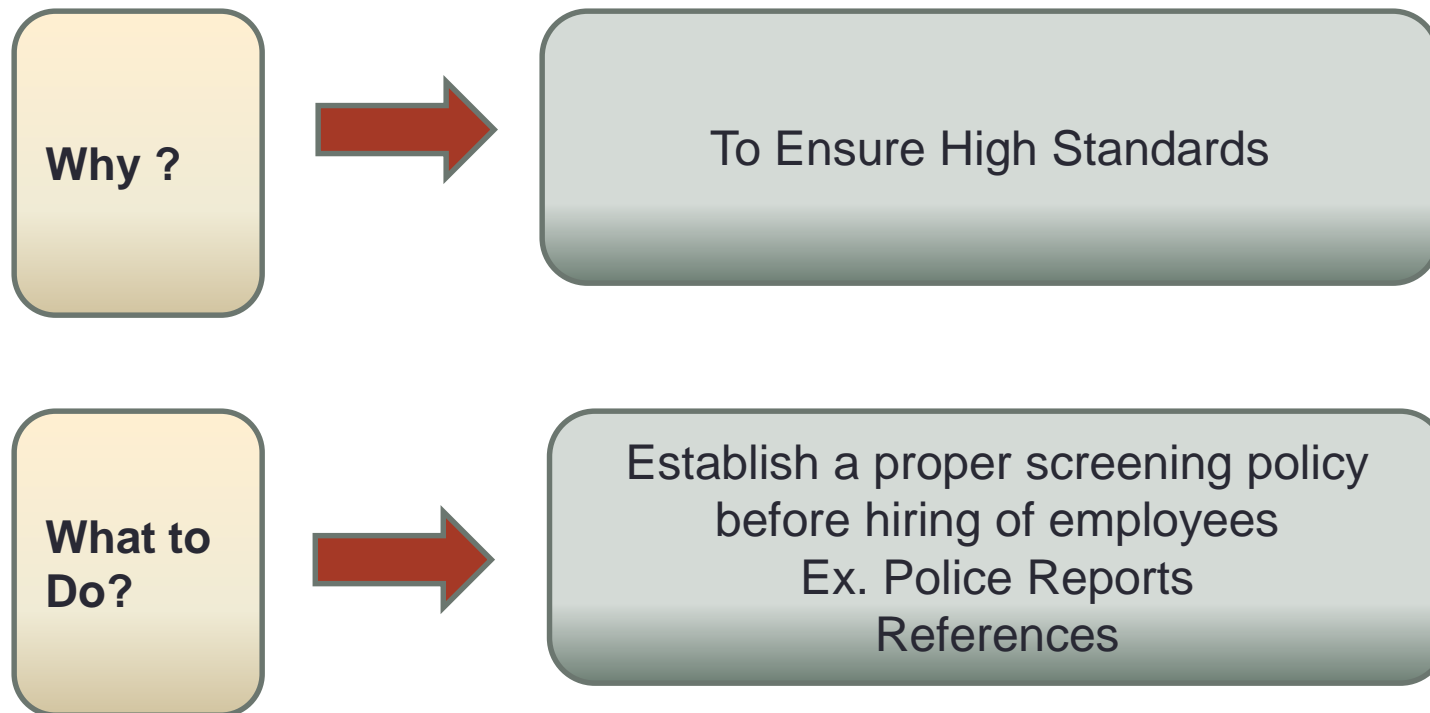 Why ?
To Ensure High Standards
What to
Do?
Establish a proper screening policy
before hiring of employees
Ex. Police Reports
References